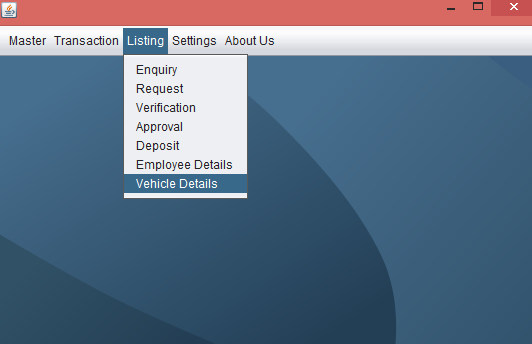 Master Transaction Listing Settings About Us
Enquiry
Request
Verification
Approval
Deposit
Employee Details
Vehicle Details